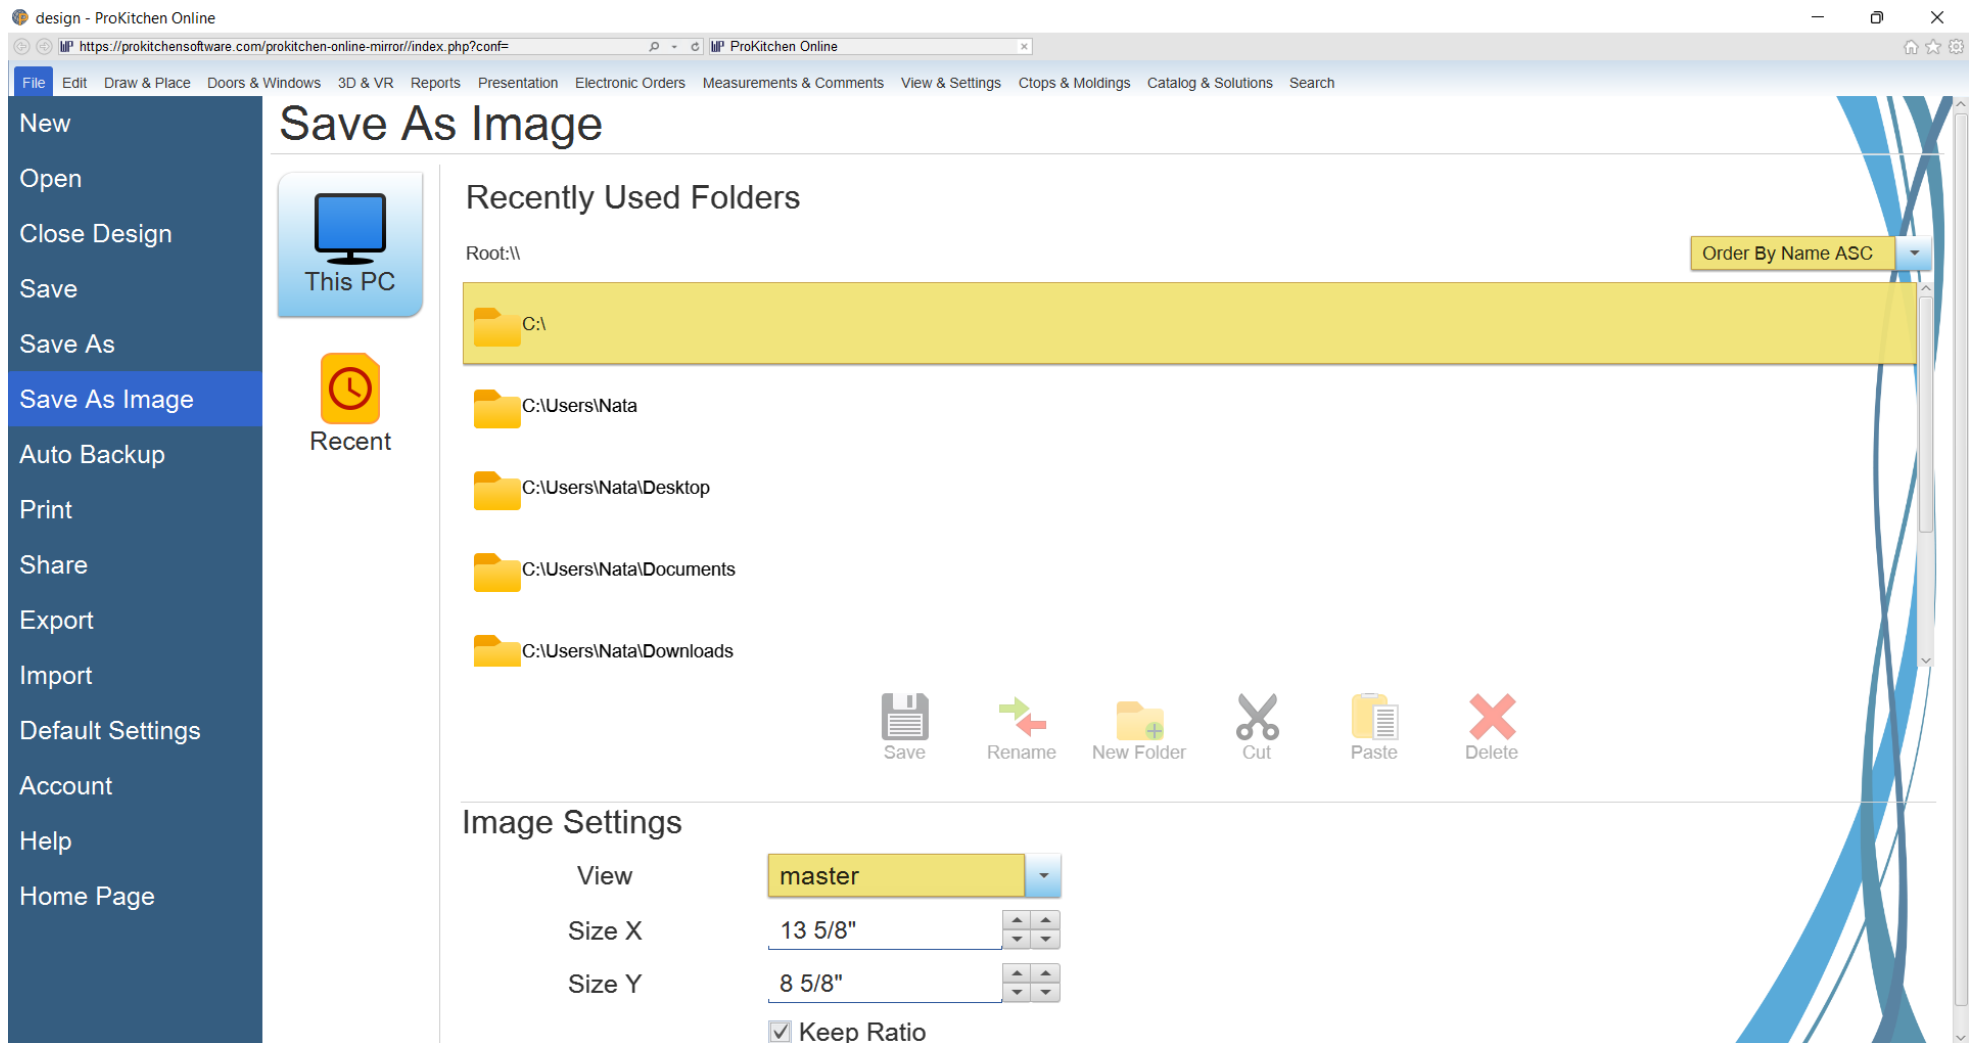 design - ProKitchen Online
https://prokitchensoftware.com/prokitchen-online-mirror//index.php?conf=
ProKitchen Online
File Edit Draw & Place Doors & Windows 3D & VR Reports Presentation Electronic Orders Measurements & Comments View & Settings Ctops & Moldings Catalog & Solutions Search
New
Open
Close Design
Save
Save As
Save As Image
Auto Backup
Print
Share
Export
Import
Default Settings
Account
Help
Home Page
Save As Image
This PC
Recent
Recently Used Folders
Root:\\
Order By Name ASC
C:\
C:\Users\Nata
C:\Users\Nata\Desktop
C:\Users\Nata\Documents
C:\Users\Nata\Downloads
Save Rename New Folder Cut Paste Delete
Image Settings
View master
Size X 13 5/8"
Size Y 8 5/8"
Keep Ratio